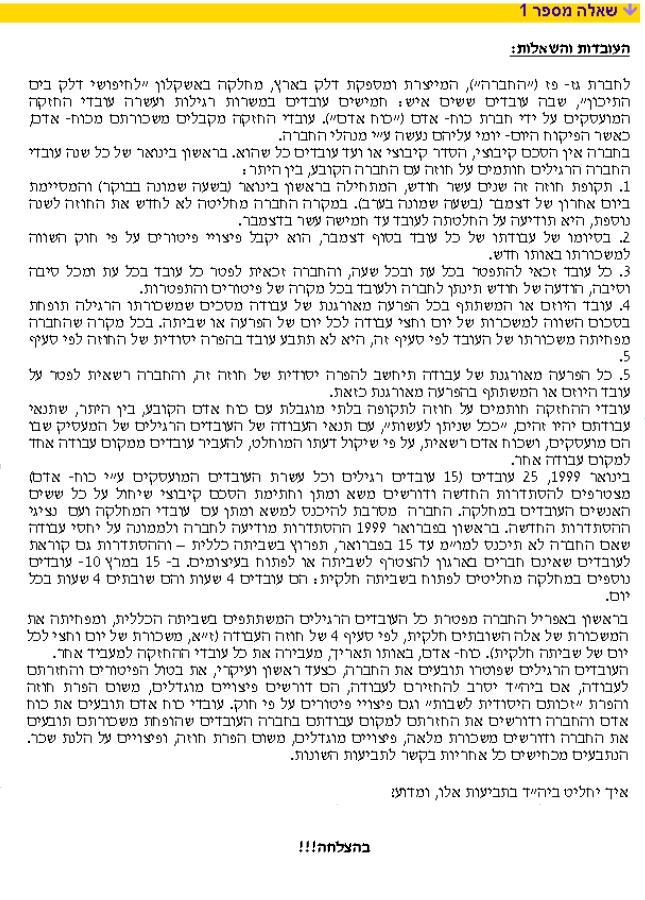 שאלה מספר 1
העובדות והשאלות:
לחברת גז- פז ("החברה"), המייצרת ומספקת דלק בארץ, מחלקה באשקלון "לחיפושי דלק בים
התיכון", שבה עובדים ששים איש: חמישים עובדים במשרות רגילות ועשרה עובדי החזקה
המועסקים על ידי חברת כוח- אדם ("כוח אדם"). עובדי החזקה מקבלים משכורתם מכוח- אדם,
כאשר הפיקוח היום- יומי עליהם נעשה ע"י מנהלי החברה.
בחברה אין הסכם קיבוצי, הסדר קיבוצי או ועד עובדים כל שהוא. בראשון בינואר של כל שנה עובדי
החברה הרגילים חותמים על חוזה עם החברה הקובע, בין היתר:
1. תקופת חוזה זה שנים עשר חודש, המתחילה בראשון בינואר (בשעה שמונה בבוקר) והמסיימת
ביום אחרון של דצמבר (בשעה שמונה בערב). במקרה החברה מחליטה לא לחדש את החוזה לשנה
נוספת, היא תודיעה על החלטתה לעובד עד חמישה עשר בדצמבר.
2. בסיומו של עבודתו של כל עובד בסוף דצמבר, הוא יקבל פיצויי פיטורים על פי חוק השווה
למשכורתו באותו חדש.
3. כל עובד זכאי להתפטר בכל עת ובכל שעה, והחברה זכאית לפטר כל עובד בכל עת ומכל סיבה
וסיבה, הודעה של חודש תינתן לחברה ולעובד בכל מקרה של פיטורים והתפטרות.
4. עובד היוזם או המשתתף בכל הפרעה מאורגנת של עבודה מסכים שמשכורתו הרגילה תופחת
בסכום השווה למשכרות של יום וחצי עבודה לכל יום של הפרעה או שביתה. בכל מקרה שהחברה
מפחיתה משכורתו של העובד לפי סעיף זה, היא לא תתבע עובד בהפרה יסודית של החוזה לפי סעיף
5.
5. כל הפרעה מאורגנת של עבודה תיחשב להפרה יסודית של חוזה זה, והחברה רשאית לפטר על
עובד היוזם או המשתתף בהפרעה מאורגנת כזאת.
עובדי ההחזקה חותמים על חוזה לתקופה בלתי מוגבלת עם כוח אדם הקובע, בין היתר, שתנאי
עבודתם יהיו זהים, "ככל שניתן לעשות", עם תנאי העבודה של העובדים הרגילים של המעסיק שבו
הם מועסקים, ושכוח אדם רשאית, על פי שיקול דעתו המוחלט, להעביר עובדים ממקום עבודה אחד
למקום עבודה אחר.
בינואר 1999, 25 עובדים (15 עובדים רגילים וכל עשרת העובדים המועסקים ע"י כוח- אדם)
מצטרפים להסתדרות החדשה ודורשים משא ומתן וחתימת הסכם קיבוצי שיחול על כל ששים
האנשים העובדים במחלקה. החברה מסרבת להיכנס למשא ומתן עם עובדי המחלקה ועם נציגי
ההסתדרות החדשה. בראשון בפברואר 1999 ההסתדרות מודיעה לחברה ולממונה על יחסי עבודה
שאם החברה לא תיכנס למו"מ עד 15 בפברואר, תפרוץ בשביתה כללית – וההסתדרות גם קוראת
לעובדים שאינם חברים בארגון להצטרף לשביתה או לפתוח בעיצומים. ב- 15 במרץ 10- עובדים
נוספים במחלקה מחליטים לפתוח בשביתה חלקית: הם עובדים 4 שעות והם שובתים 4 שעות בכל
יום.
בראשון באפריל החברה מפטרת כל העובדים הרגילים המשתתפים בשביתה הכללית, ומפחיתה את
המשכורת של אלה השובתים חלקית, לפי סעיף 4 של חוזה העבודה (ז"א, משכורת של יום וחצי לכל
יום של שביתה חלקית). כוח- אדם, באותו תאריך, מעבירה את כל עובדי ההחזקה למעביד אחר.
העובדים הרגילים שפוטרו תובעים את החברה, כצעד ראשון ועיקרי, את בטול הפיטורים והחזרתם
לעבודה, אם ביה"ד יסרב להחזירם לעבודה, הם דורשים פיצויים מוגדלים, משום הפרת חוזה
והפרת "זכותם היסודית לשבות" וגם פיצויי פיטורים על פי חוק. עובדי כוח אדם תובעים את כוח
אדם והחברה ודורשים את החזרתם למקום עבודתם בחברה העובדים שהופחת משכורתם תובעים
את החברה ודורשים משכורת מלאה, פיצויים מוגדלים, משום הפרת חוזה, ופיצויים על הלנת שכר.
הנתבעים מכחישים כל אחריות בקשר לתביעות השונות.
איך יחליט ביה"ד בתביעות אלו, ומדוע?
בהצלחה!!!